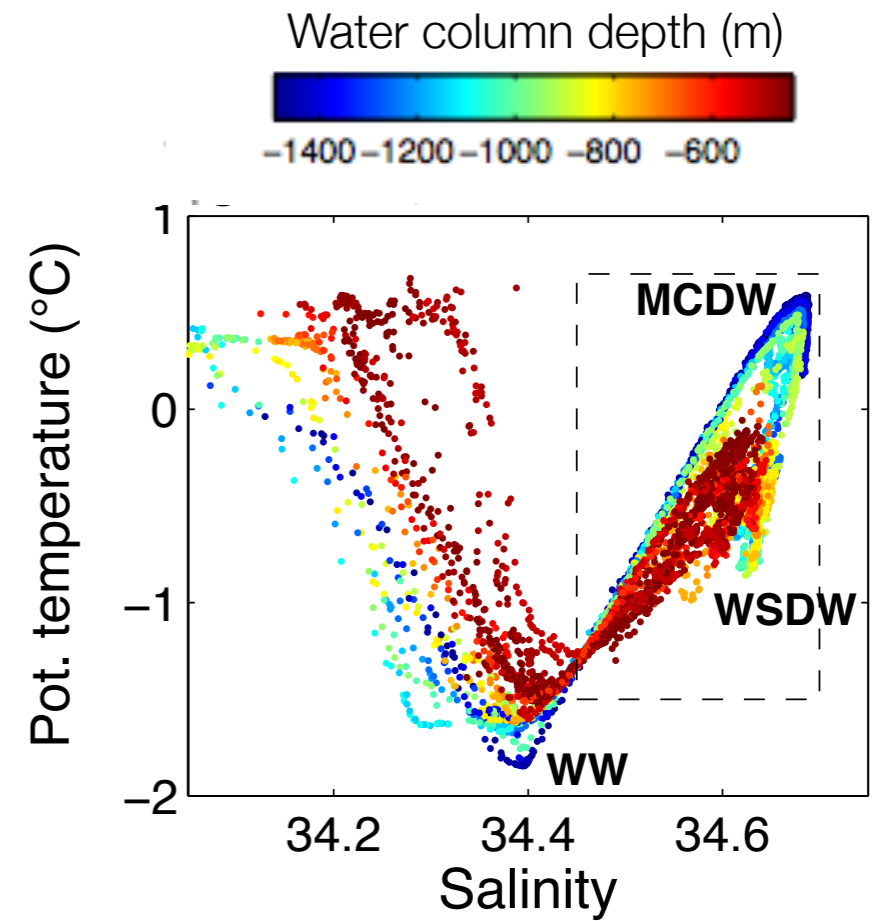 Water column depth (m)
−1400 −1200 −1000 −800 −600
1
MCDW
0
Pot. temperature (°C)
−1
WSDW
WW
−2
34.2 34.4 34.6
Salinity